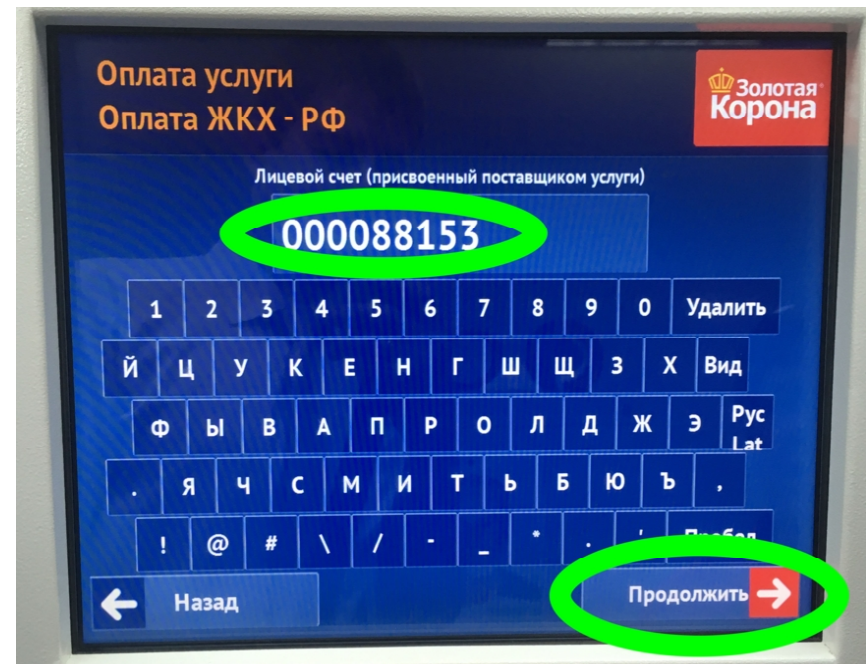 Оплата услуги
Оплата ЖКХ - РФ
Золотая
Корона
Лицевой счет (присвоенный поставщиком услуги)
000088153
1 2 3 4 5 6 7 8 9 0 Удалить
Й Ц У К Е Н Г Ш Щ З Х Вид
Ф Ы В А П Р О Л Д Ж Э Рус
Lat
. Я Ч С М И Т Ь Б Ю Ъ ,
! @ # \ / - _ * . ' Пробел
Назад
Продолжить